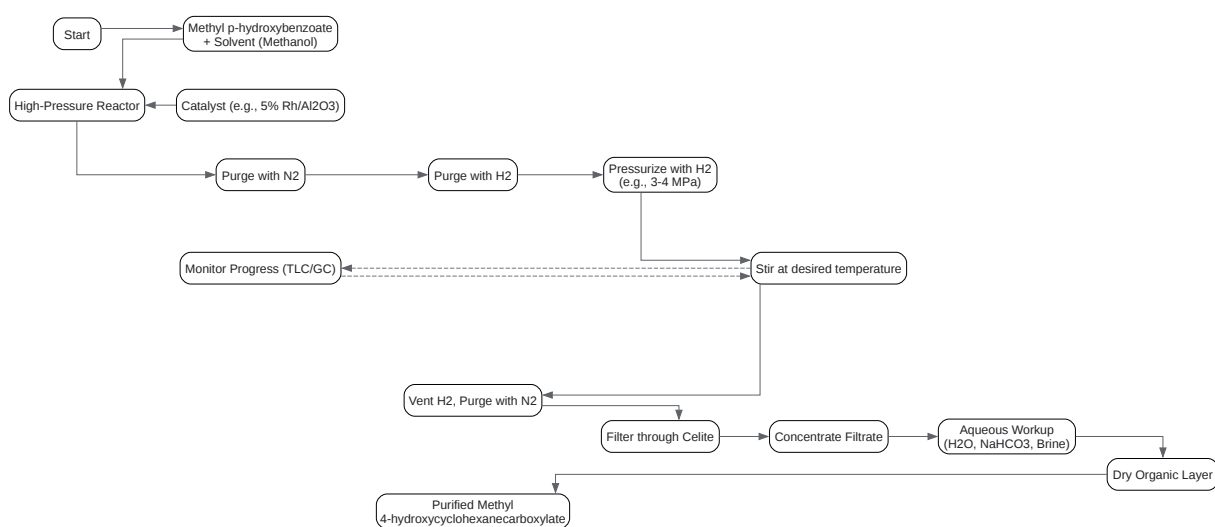 Start
Methyl p-hydroxybenzoate
+ Solvent (Methanol)
High-Pressure Reactor
Catalyst (e.g., 5% Rh/Al2O3)
Purge with N2
Purge with H2
Pressurize with H2
(e.g., 3-4 MPa)
Monitor Progress (TLC/GC)
Stir at desired temperature
Vent H2, Purge with N2
Filter through Celite
Concentrate Filtrate
Aqueous Workup
(H2O, NaHCO3, Brine)
Dry Organic Layer
Purified Methyl
4-hydroxycyclohexanecarboxylate